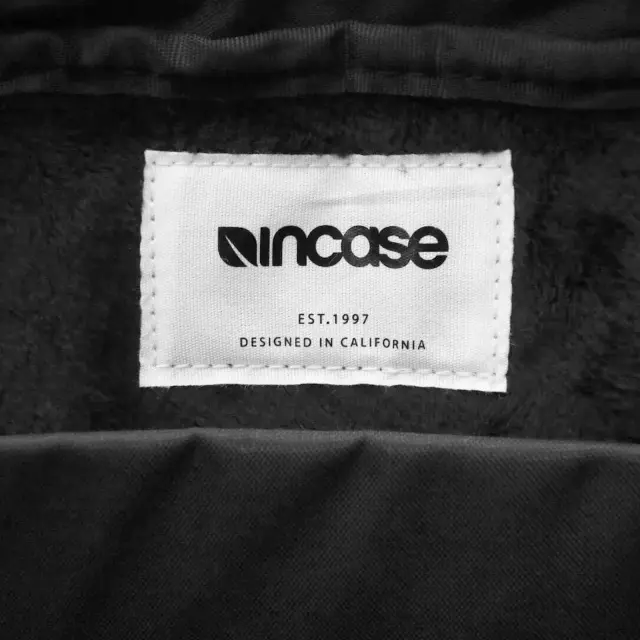 incase
EST.1997
DESIGNED IN CALIFORNIA